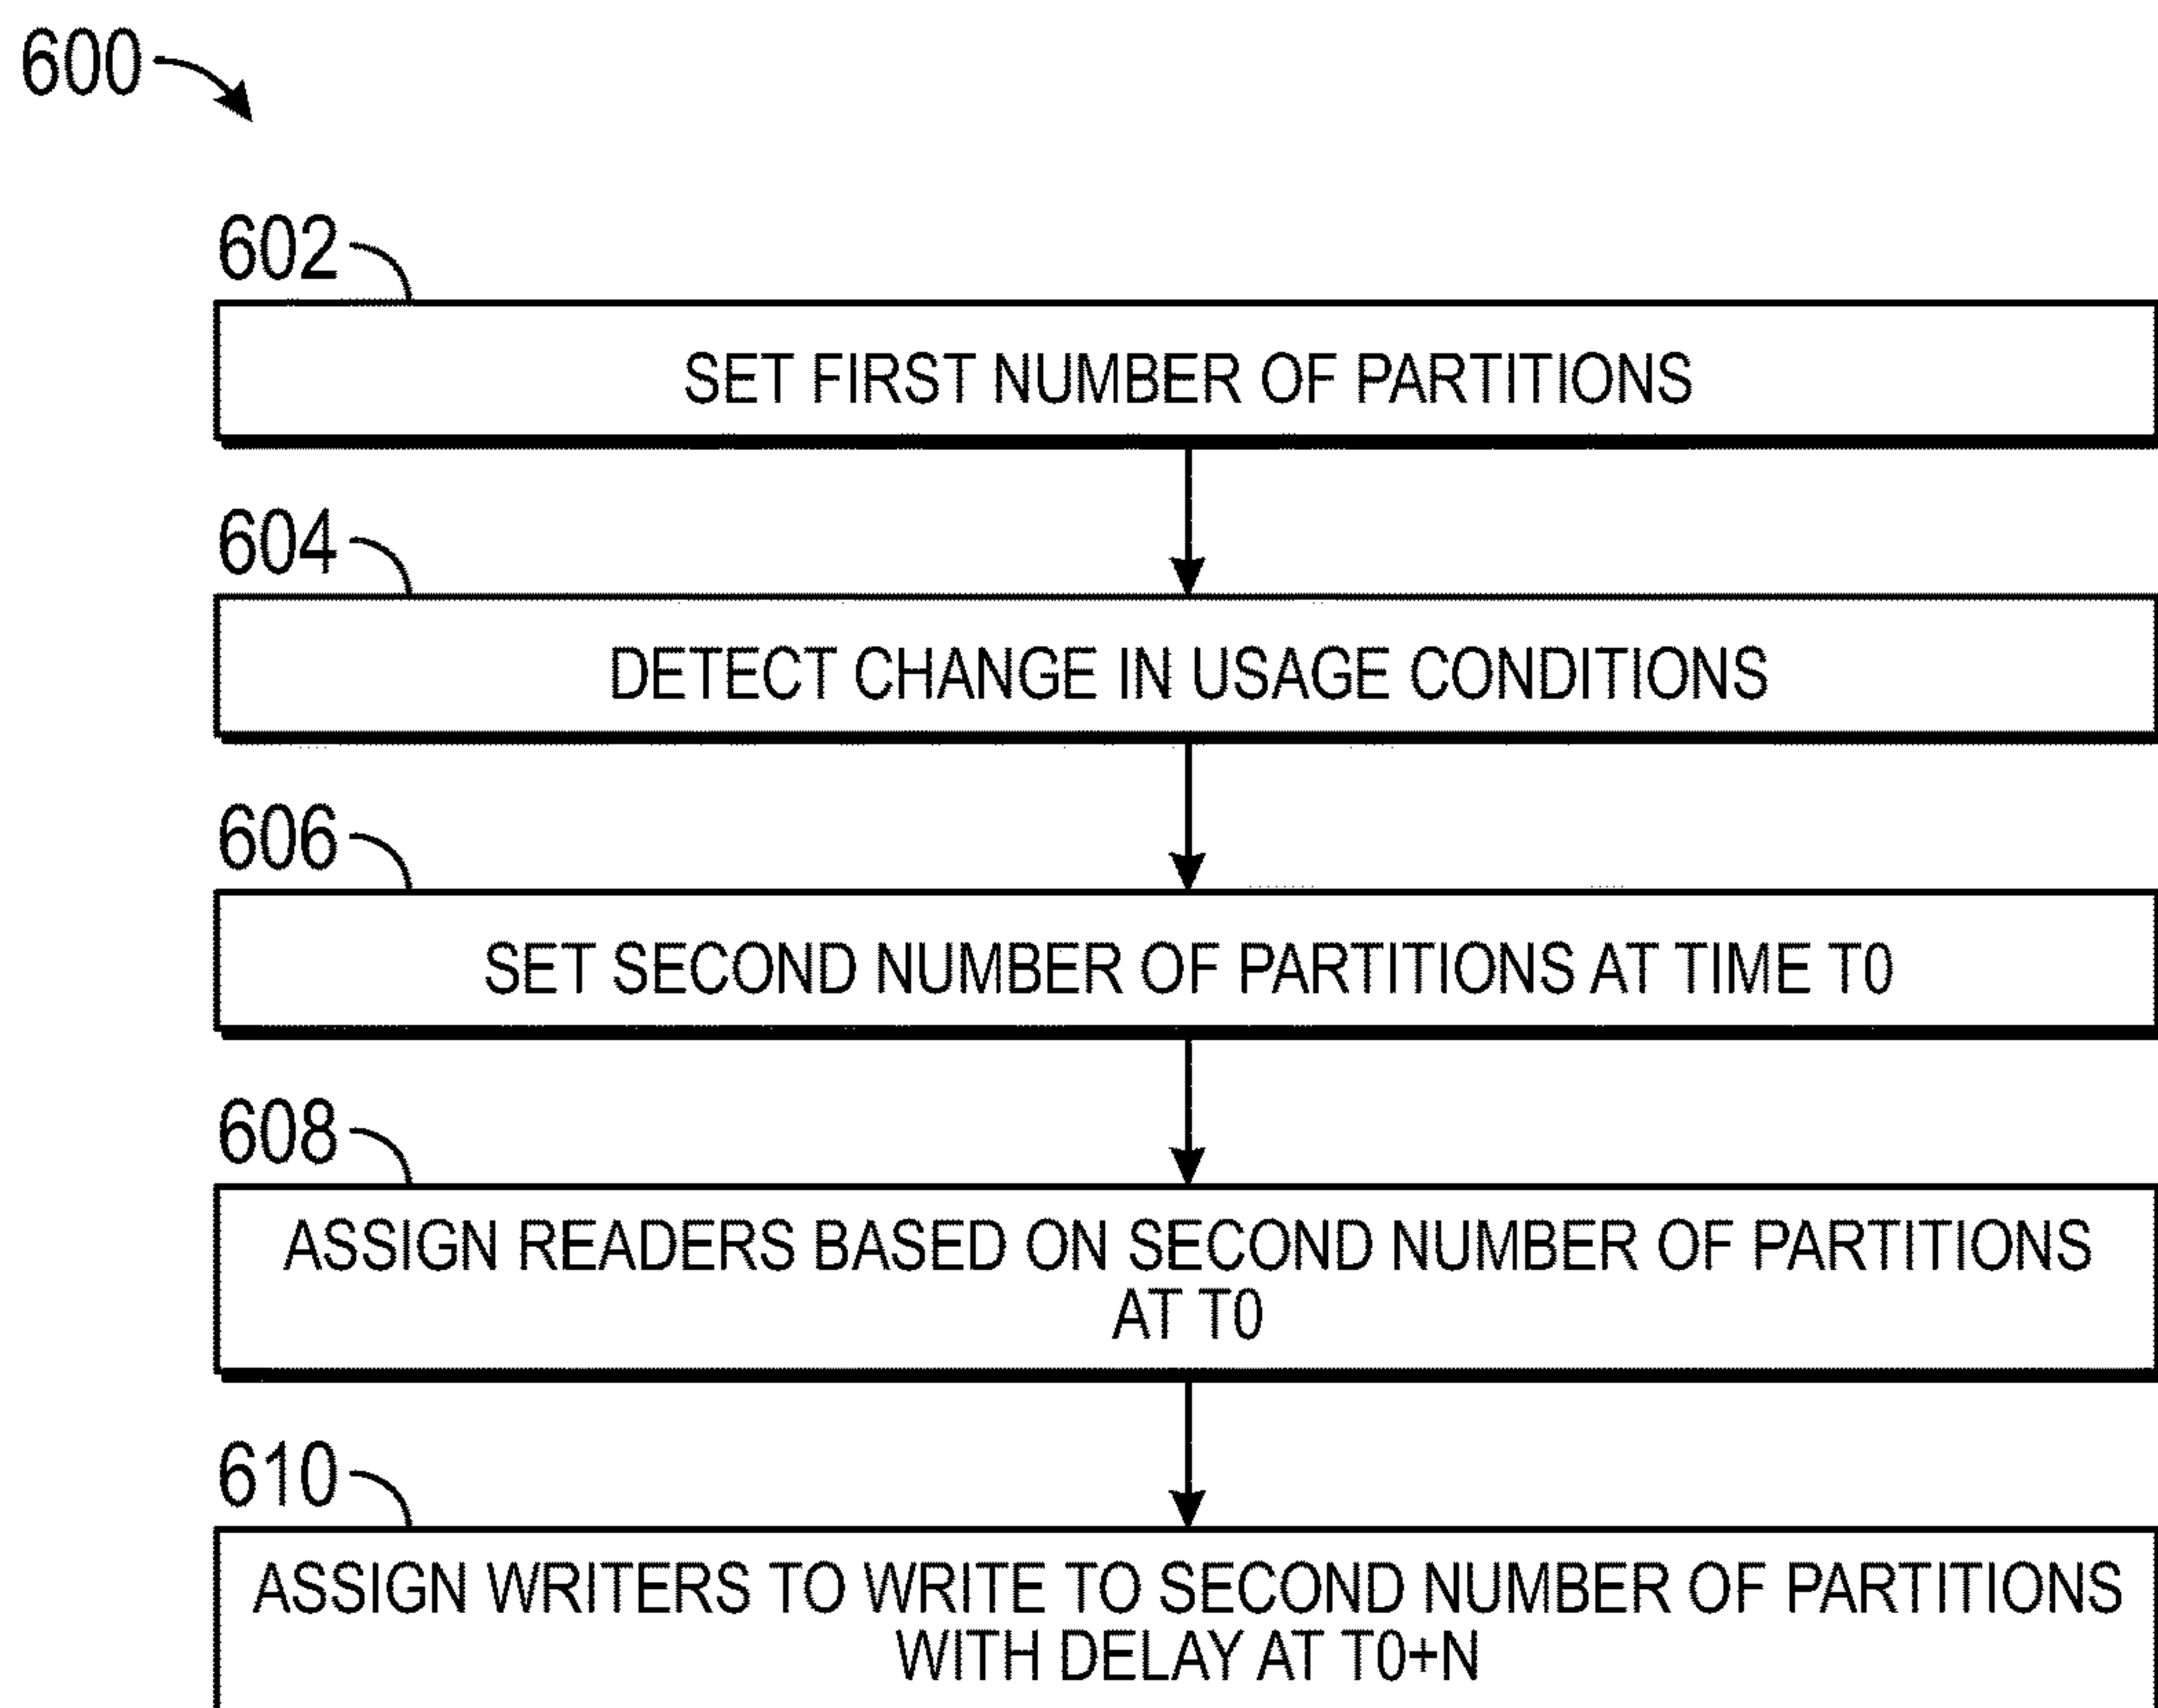 600
602
SET FIRST NUMBER OF PARTITIONS
604
DETECT CHANGE IN USAGE CONDITIONS
606
SET SECOND NUMBER OF PARTITIONS AT TIME T0
608
ASSIGN READERS BASED ON SECOND NUMBER OF PARTITIONS
AT T0
610
ASSIGN WRITERS TO WRITE TO SECOND NUMBER OF PARTITIONS
WITH DELAY AT T0+N